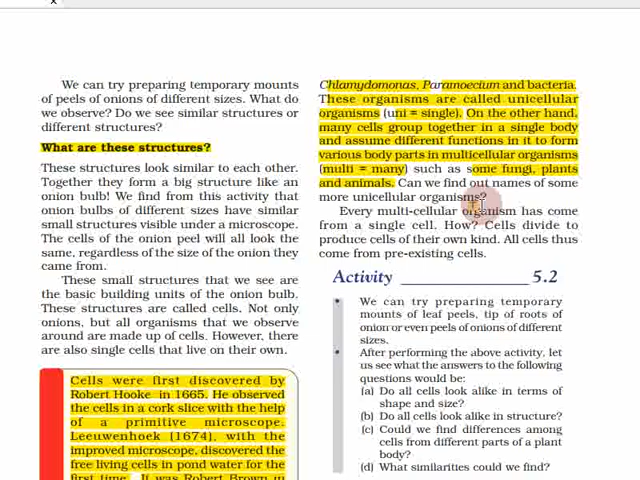 We can try preparing temporary mounts
of peels of onions of different sizes. What do
we observe? Do we see similar structures or
different structures?
What are these structures?
These structures look similar to each other.
Together they form a big structure like an
onion bulb! We find from this activity that
onion bulbs of different sizes have similar
small structures visible under a microscope.
The cells of the onion peel will all look the
same, regardless of the size of the onion they
came from.
These small structures that we see are
the basic building units of the onion bulb.
These structures are called cells. Not only
onions, but all organisms that we observe
around are made up of cells. However, there
are also single cells that live on their own.
Cells were first discovered by
Robert Hooke in 1665. He observed
the cells in a cork slice with the help
of a primitive microscope.
Leeuwenhoek (1674), with the
improved microscope, discovered the
free living cells in pond water for the
first time. It was Robert Brown in
Chlamydomonas, Paramoecium and bacteria.
These organisms are called unicellular
organisms (uni = single). On the other hand,
many cells group together in a single body
and assume different functions in it to form
various body parts in multicellular organisms
(multi = many) such as some fungi, plants
and animals. Can we find out names of some
more unicellular organisms?
Every multi-cellular organism has come
from a single cell. How? Cells divide to
produce cells of their own kind. All cells thus
come from pre-existing cells.
Activity 5.2
• We can try preparing temporary
mounts of leaf peels, tip of roots of
onion or even peels of onions of different
sizes.
• After performing the above activity, let
us see what the answers to the following
questions would be:
(a) Do all cells look alike in terms of
shape and size?
(b) Do all cells look alike in structure?
(c) Could we find differences among
cells from different parts of a plant
body?
(d) What similarities could we find?